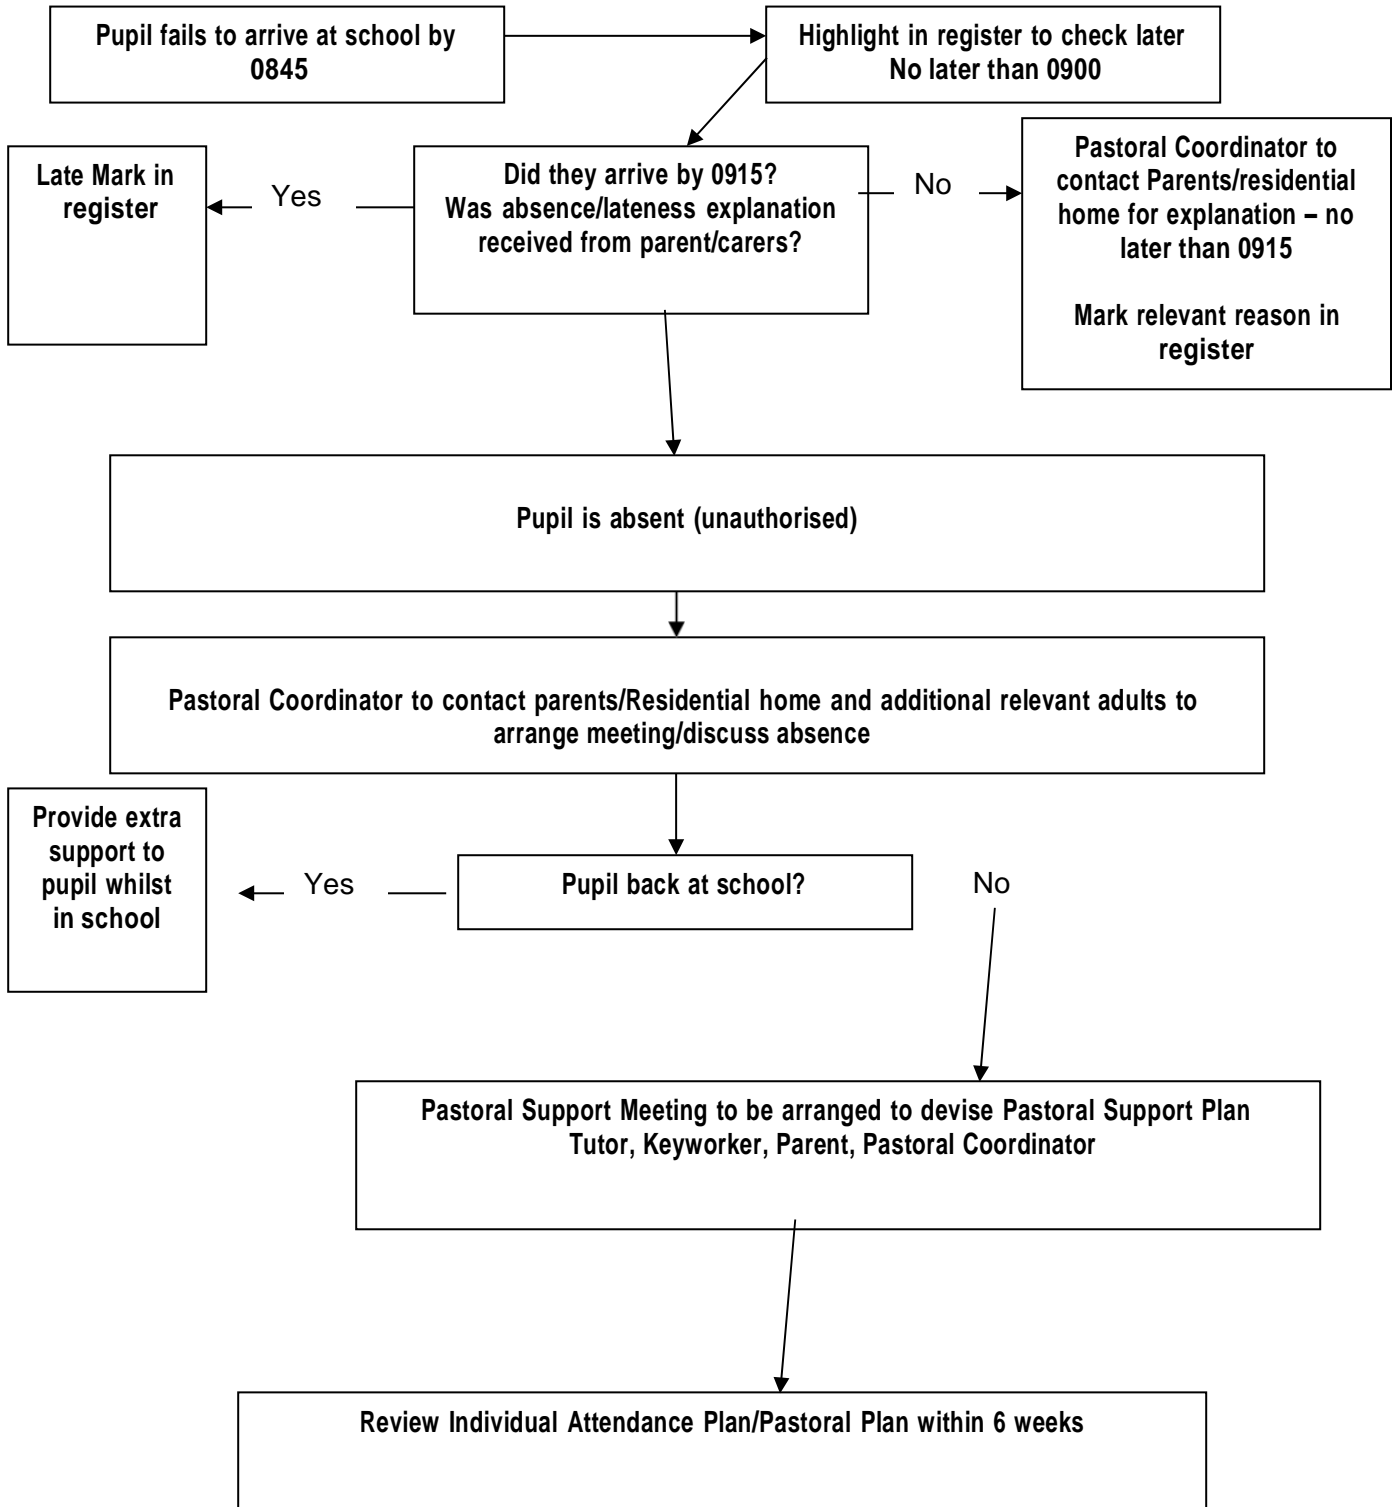 Pupil fails to arrive at school by
0845
Highlight in register to check later
No later than 0900
Late Mark in
register
Yes
Did they arrive by 0915?
Was absence/lateness explanation
received from parent/carers?
No
Pastoral Coordinator to
contact Parents/residential
home for explanation – no
later than 0915
Mark relevant reason in
register
Pupil is absent (unauthorised)
Pastoral Coordinator to contact parents/Residential home and additional relevant adults to
arrange meeting/discuss absence
Provide extra
support to
pupil whilst
in school
Yes
Pupil back at school?
No
Pastoral Support Meeting to be arranged to devise Pastoral Support Plan
Tutor, Keyworker, Parent, Pastoral Coordinator
Review Individual Attendance Plan/Pastoral Plan within 6 weeks